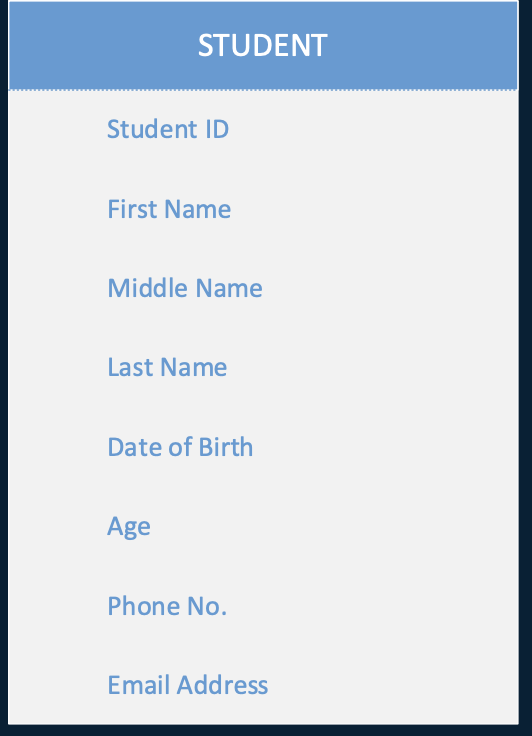 STUDENT
Student ID
First Name
Middle Name
Last Name
Date of Birth
Age
Phone No.
Email Address